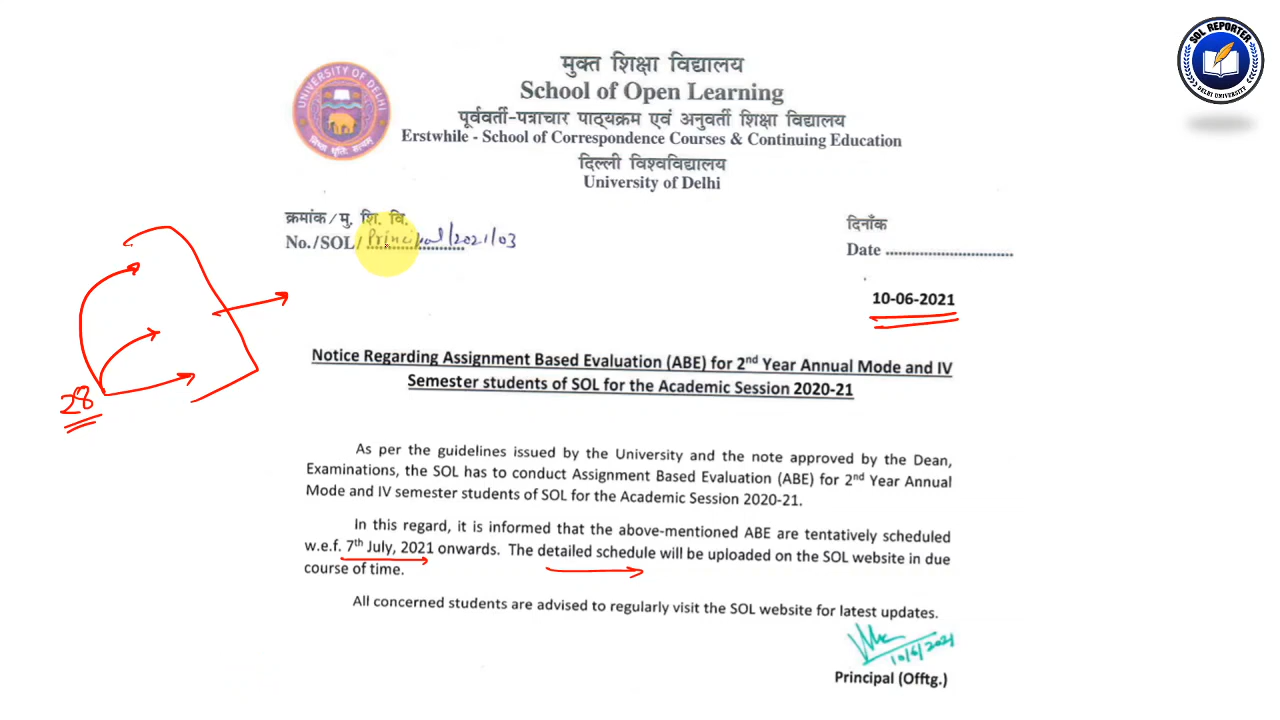 SOL REPORTER
DELHI UNIVERSITY
UNIVERSITY OF DELHI
मुक्त शिक्षा विद्यालय
School of Open Learning
पूर्ववर्ती-पत्राचार पाठ्यक्रम एवं अनुवर्ती शिक्षा विद्यालय
Erstwhile - School of Correspondence Courses & Continuing Education
दिल्ली विश्वविद्यालय
University of Delhi
क्रमांक/मु. शि. वि.
No./SOL/Principal/2021/03
दिनाँक
Date ..............................
10-06-2021
28
Notice Regarding Assignment Based Evaluation (ABE) for 2nd Year Annual Mode and IV
Semester students of SOL for the Academic Session 2020-21
As per the guidelines issued by the University and the note approved by the Dean,
Examinations, the SOL has to conduct Assignment Based Evaluation (ABE) for 2nd Year Annual
Mode and IV semester students of SOL for the Academic Session 2020-21.
In this regard, it is informed that the above-mentioned ABE are tentatively scheduled
w.e.f. 7th July, 2021 onwards. The detailed schedule will be uploaded on the SOL website in due
course of time.
All concerned students are advised to regularly visit the SOL website for latest updates.
10/6/2021
Principal (Offtg.)